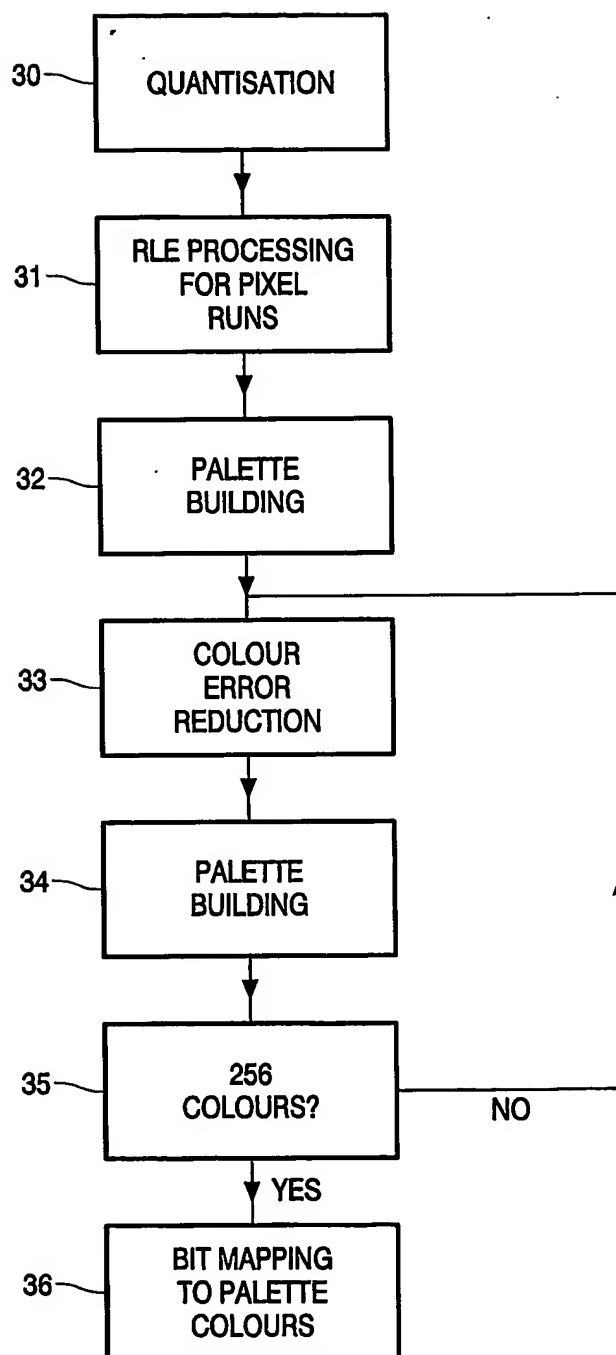 30
QUANTISATION
31
RLE PROCESSING
FOR PIXEL
RUNS
32
PALETTE
BUILDING
33
COLOUR
ERROR
REDUCTION
34
PALETTE
BUILDING
35
256
COLOURS?
NO
YES
36
BIT MAPPING
TO PALETTE
COLOURS